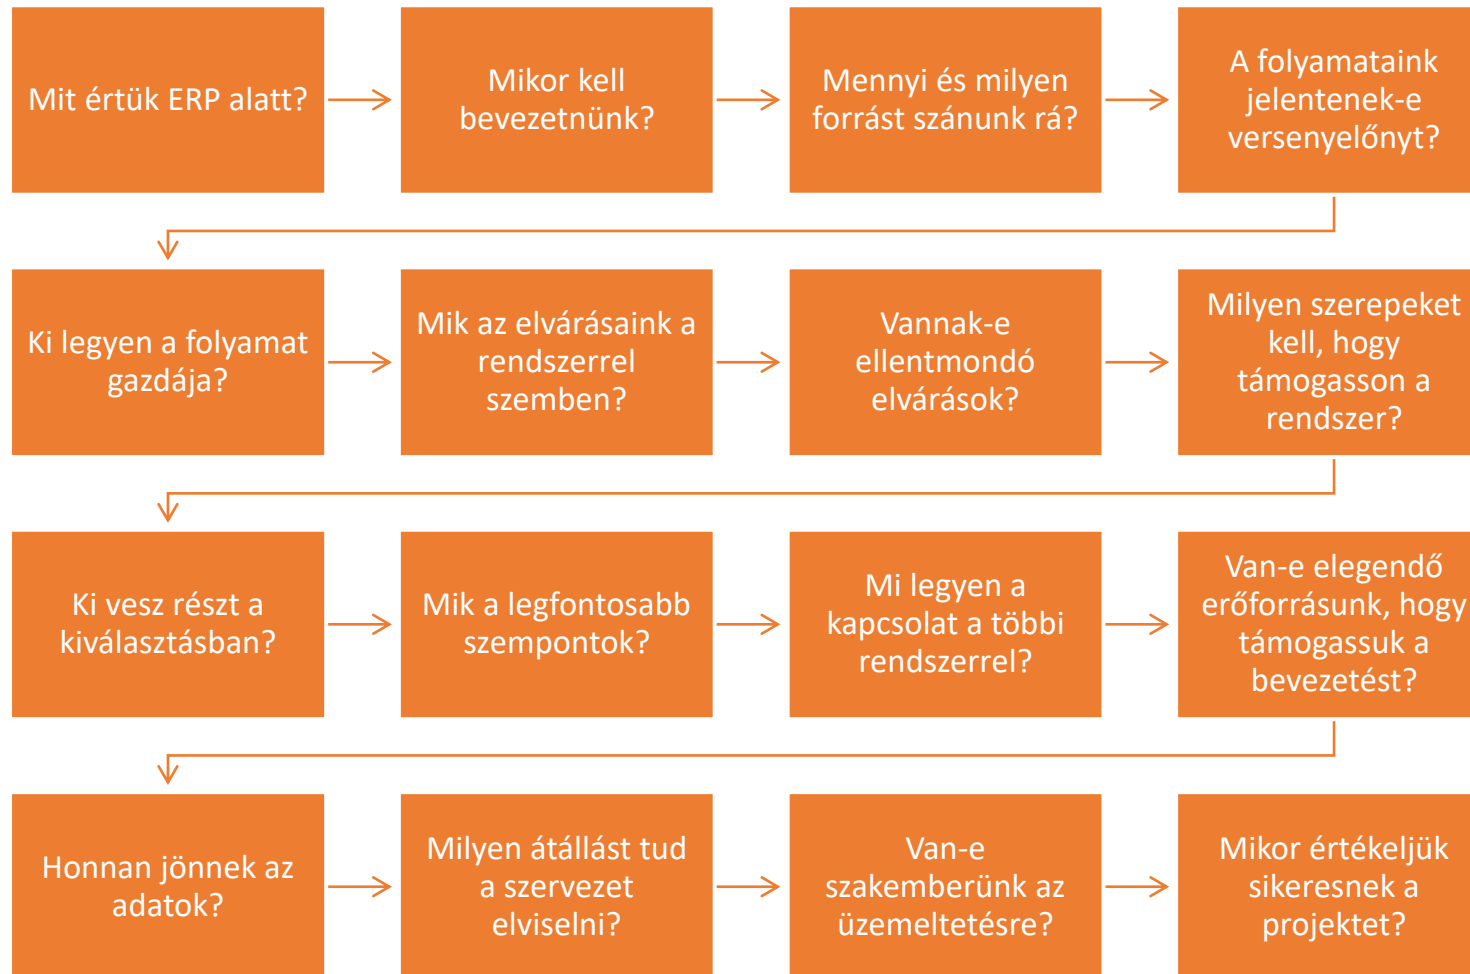 Mit értük ERP alatt?
Mikor kell
bevezetnünk?
Mennyi és milyen
forrást szánunk rá?
A folyamataink
jelentenek-e
versenyelőnyt?
Ki legyen a folyamat
gazdája?
Mik az elvárásaink a
rendszerrel
szemben?
Vannak-e
ellentmondó
elvárások?
Milyen szerepeket
kell, hogy
támogasson a
rendszer?
Ki vesz részt a
kiválasztásban?
Mik a legfontosabb
szempontok?
Mi legyen a
kapcsolat a többi
rendszerrel?
Van-e elegendő
erőforrásunk, hogy
támogassuk a
bevezetést?
Honnan jönnek az
adatok?
Milyen átállást tud
a szervezet
elviselni?
Van-e
szakemberünk az
üzemeltetésre?
Mikor értékeljük
sikeresnek a
projektet?